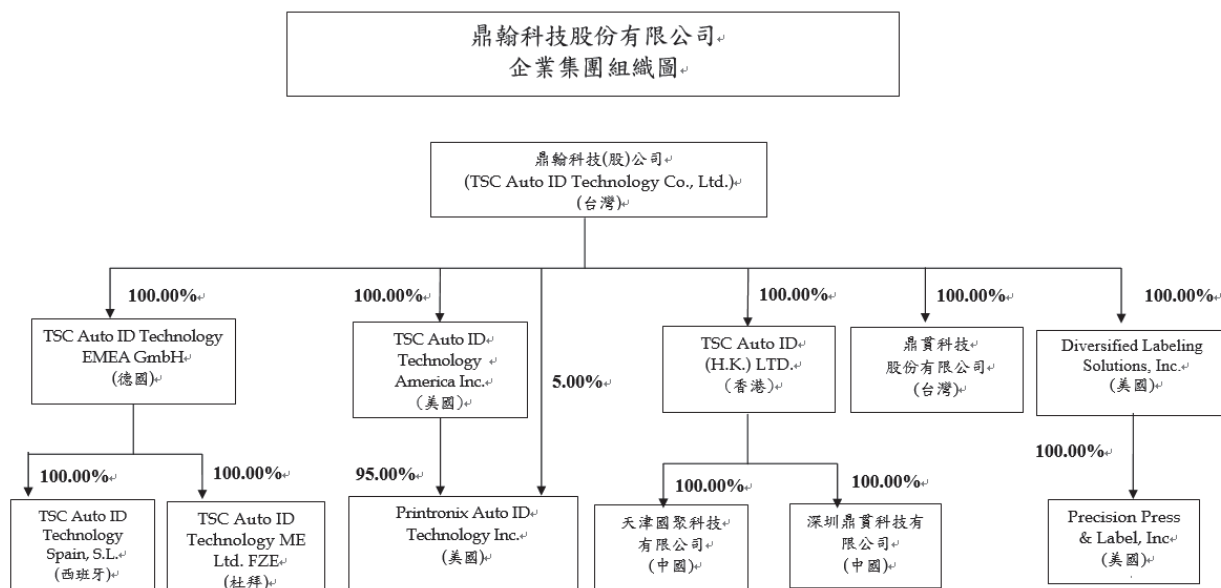 鼎翰科技股份有限公司
企業集團組織圖
鼎翰科技(股)公司
(TSC Auto ID Technology Co., Ltd.)
(台灣)
100.00%
100.00%
100.00%
100.00%
100.00%
TSC Auto ID Technology
EMEA GmbH
(德國)
TSC Auto ID
Technology
America Inc.
(美國)
5.00%
TSC Auto ID
(H.K.) LTD.
(香港)
鼎貫科技
股份有限公司
(台灣)
Diversified Labeling
Solutions, Inc.
(美國)
100.00%
100.00%
95.00%
100.00%
100.00%
100.00%
TSC Auto ID
Technology
Spain, S.L.
(西班牙)
TSC Auto ID
Technology ME
Ltd. FZE
(杜拜)
Printronix Auto ID
Technology Inc.
(美國)
天津國聚科技
有限公司
(中國)
深圳鼎貫科技有
限公司
(中國)
Precision Press
& Label, Inc
(美國)